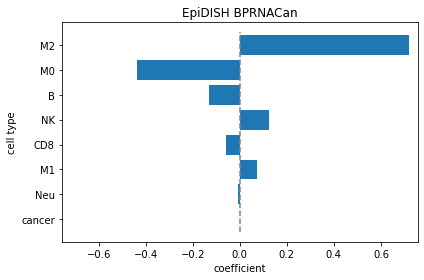 EpiDISH BPRNACan
cell type
M2
M0
B
NK
CD8
M1
Neu
cancer
−0.6 −0.4 −0.2 0.0 0.2 0.4 0.6
coefficient